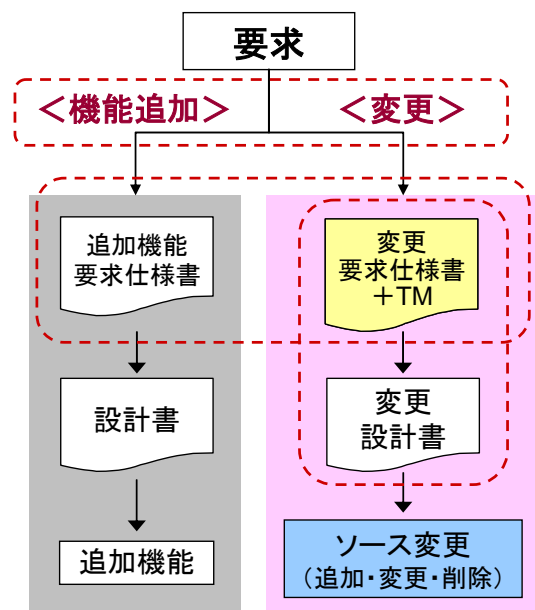 要求
＜機能追加＞
＜変更＞
追加機能
要求仕様書
変更
要求仕様書
＋TM
設計書
変更
設計書
追加機能
ソース変更
（追加・変更・削除）